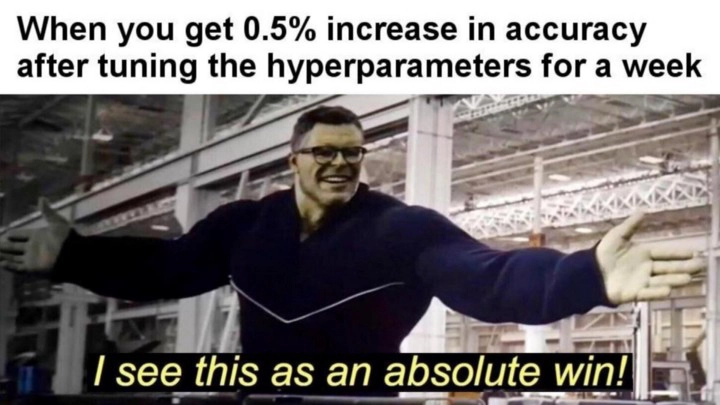 When you get 0.5% increase in accuracy
after tuning the hyperparameters for a week
I see this as an absolute win!